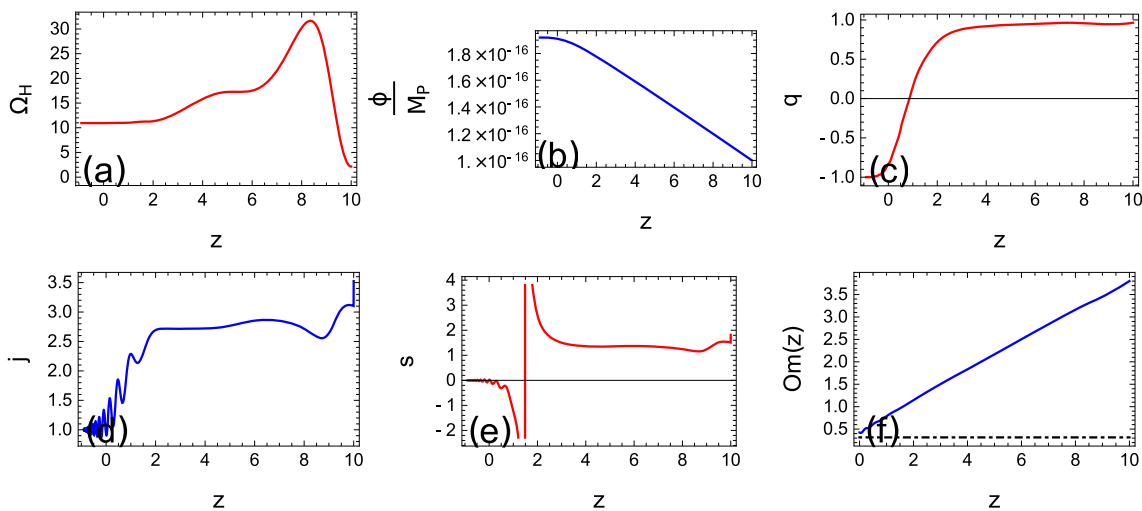 Ω_H
30
25
20
15
10
5
0
(a)
0 2 4 6 8 10
z
ϕ
M_P
1.8×10^-16
1.6×10^-16
1.4×10^-16
1.2×10^-16
1.×10^-16
(b)
0 2 4 6 8 10
z
q
1.0
0.5
0.0
-0.5
-1.0
(c)
0 2 4 6 8 10
z
j
3.5
3.0
2.5
2.0
1.5
1.0
(d)
0 2 4 6 8 10
z
s
4
3
2
1
0
-
-2
(e)
0 2 4 6 8 10
z
Om(z)
3.5
3.0
2.5
2.0
1.5
1.0
0.5
(f)
0 2 4 6 8 10
z